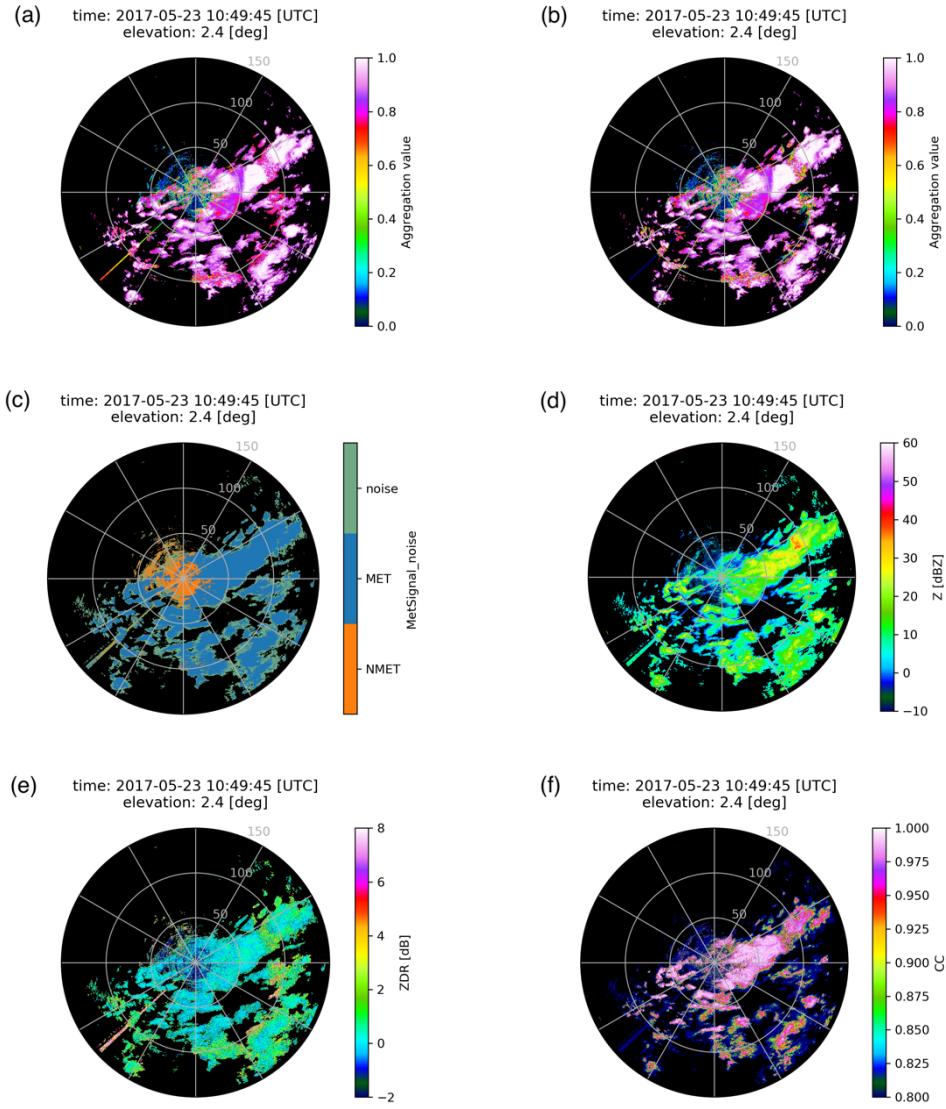 (a)
time: 2017-05-23 10:49:45 [UTC]
elevation: 2.4 [deg]
150
100
50
1.0
0.8
0.6
0.4
0.2
0.0
Aggregation value
(b)
time: 2017-05-23 10:49:45 [UTC]
elevation: 2.4 [deg]
150
100
50
1.0
0.8
0.6
0.4
0.2
0.0
Aggregation value
(c)
time: 2017-05-23 10:49:45 [UTC]
elevation: 2.4 [deg]
150
100
50
noise
MET
NMET
MetSignal_noise
(d)
time: 2017-05-23 10:49:45 [UTC]
elevation: 2.4 [deg]
150
100
50
60
50
40
30
20
10
0
−10
Z [dBZ]
(e)
time: 2017-05-23 10:49:45 [UTC]
elevation: 2.4 [deg]
150
100
50
8
6
4
2
0
−2
ZDR [dB]
(f)
time: 2017-05-23 10:49:45 [UTC]
elevation: 2.4 [deg]
150
100
50
1.000
0.975
0.950
0.925
0.900
0.875
0.850
0.825
0.800
CC